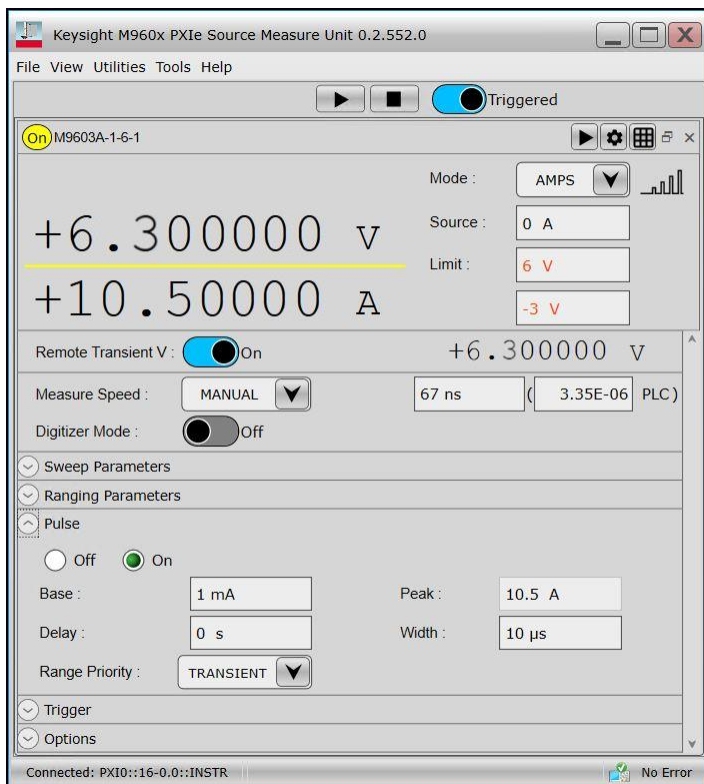 Keysight M960x PXIe Source Measure Unit 0.2.552.0
File View Utilities Tools Help
Triggered
On M9603A-1-6-1
Mode : AMPS
+6.300000 V
Source : 0 A
Limit : 6 V
+10.50000 A
-3 V
Remote Transient V : On +6.300000 V
Measure Speed : MANUAL 67 ns ( 3.35E-06 PLC)
Digitizer Mode : Off
Sweep Parameters
Ranging Parameters
Pulse
Off On
Base : 1 mA Peak : 10.5 A
Delay : 0 s Width : 10 µs
Range Priority : TRANSIENT
Trigger
Options
Connected: PXI0::16-0.0::INSTR No Error